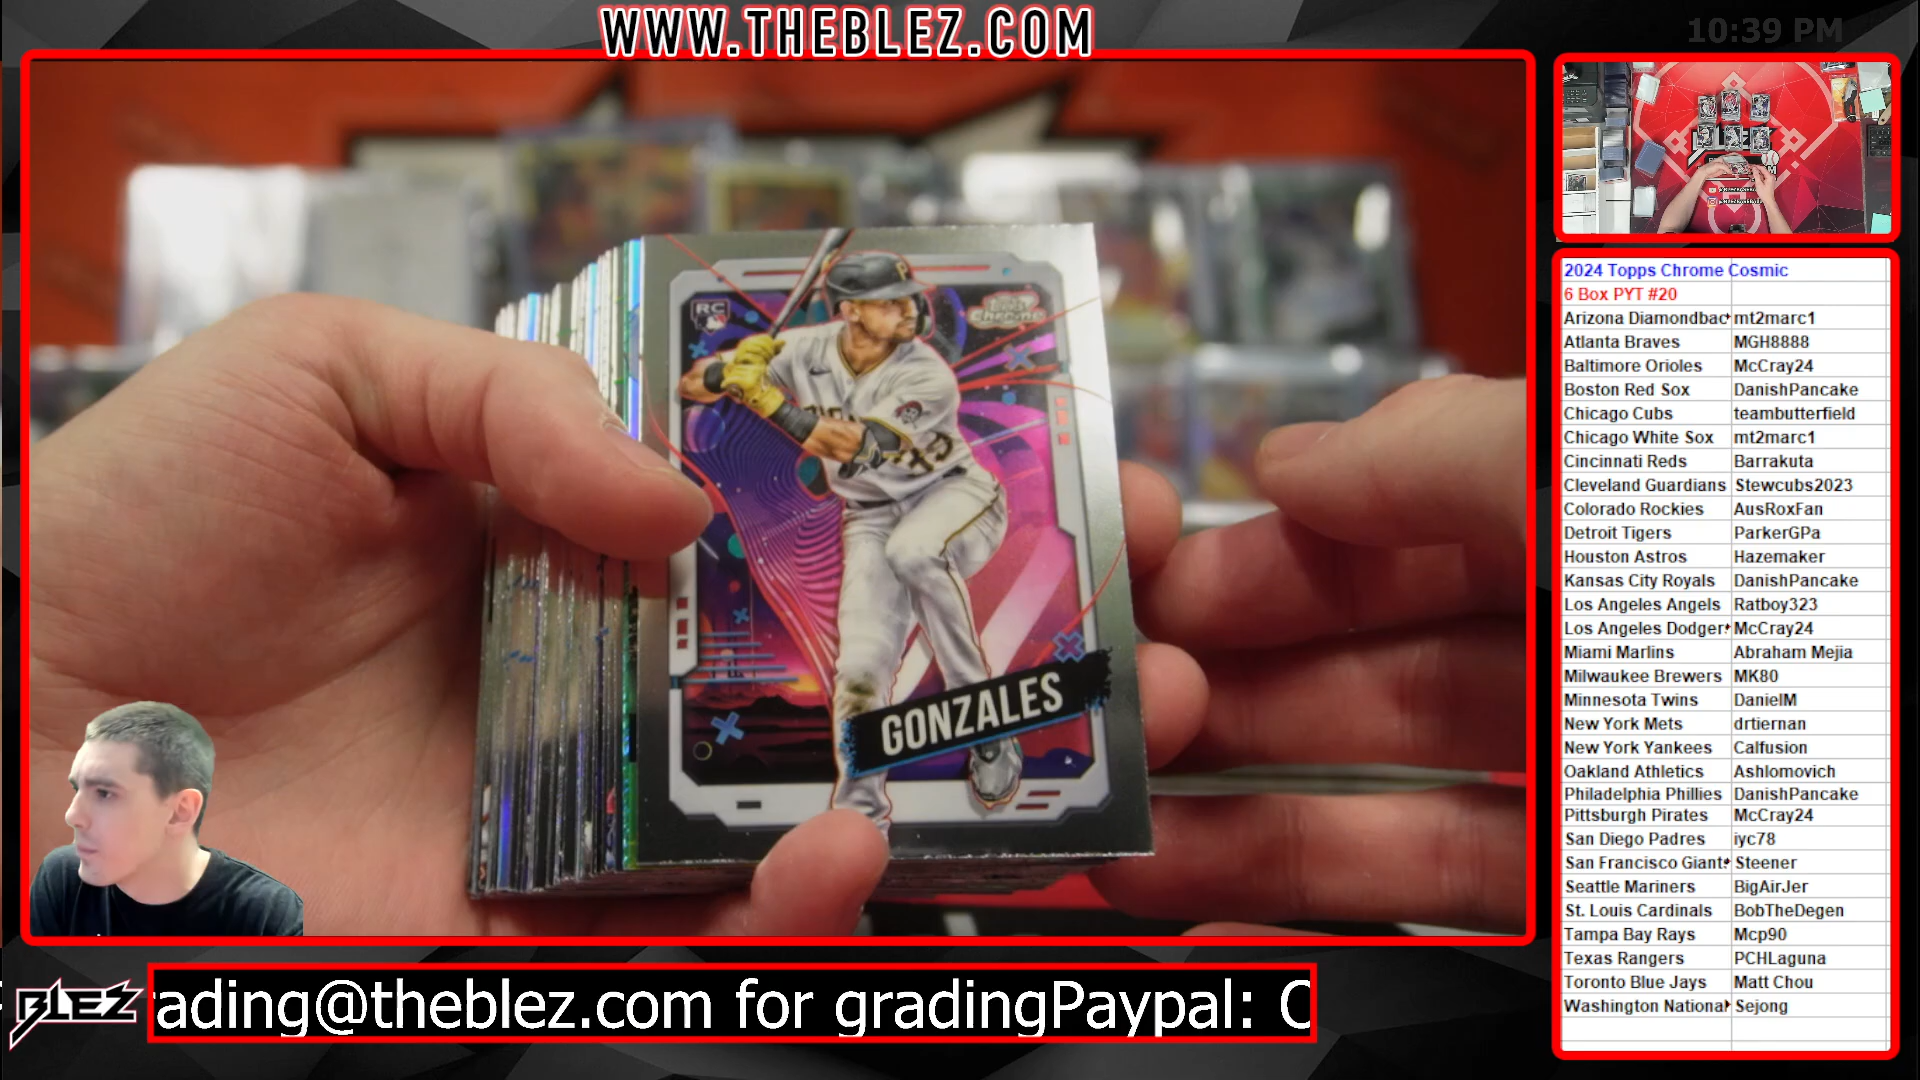 WWW.THEBLEZ.COM
10:39 PM
RC
Chrome
GONZALES
2024 Topps Chrome Cosmic
6 Box PYT #20
Arizona Diamondbac mt2marc1
Atlanta Braves MGH8888
Baltimore Orioles McCray24
Boston Red Sox DanishPancake
Chicago Cubs teambutterfield
Chicago White Sox mt2marc1
Cincinnati Reds Barrakuta
Cleveland Guardians Stewcubs2023
Colorado Rockies AusRoxFan
Detroit Tigers ParkerGPa
Houston Astros Hazemaker
Kansas City Royals DanishPancake
Los Angeles Angels Ratboy323
Los Angeles Dodger McCray24
Miami Marlins Abraham Mejia
Milwaukee Brewers MK80
Minnesota Twins DanielM
New York Mets drtiernan
New York Yankees Calfusion
Oakland Athletics Ashlomovich
Philadelphia Phillies DanishPancake
Pittsburgh Pirates McCray24
San Diego Padres iyc78
San Francisco Giant Steener
Seattle Mariners BigAirJer
St. Louis Cardinals BobTheDegen
Tampa Bay Rays Mcp90
Texas Rangers PCHLaguna
Toronto Blue Jays Matt Chou
Washington National Sejong
BLEZ
ading@theblez.com for gradingPaypal: C